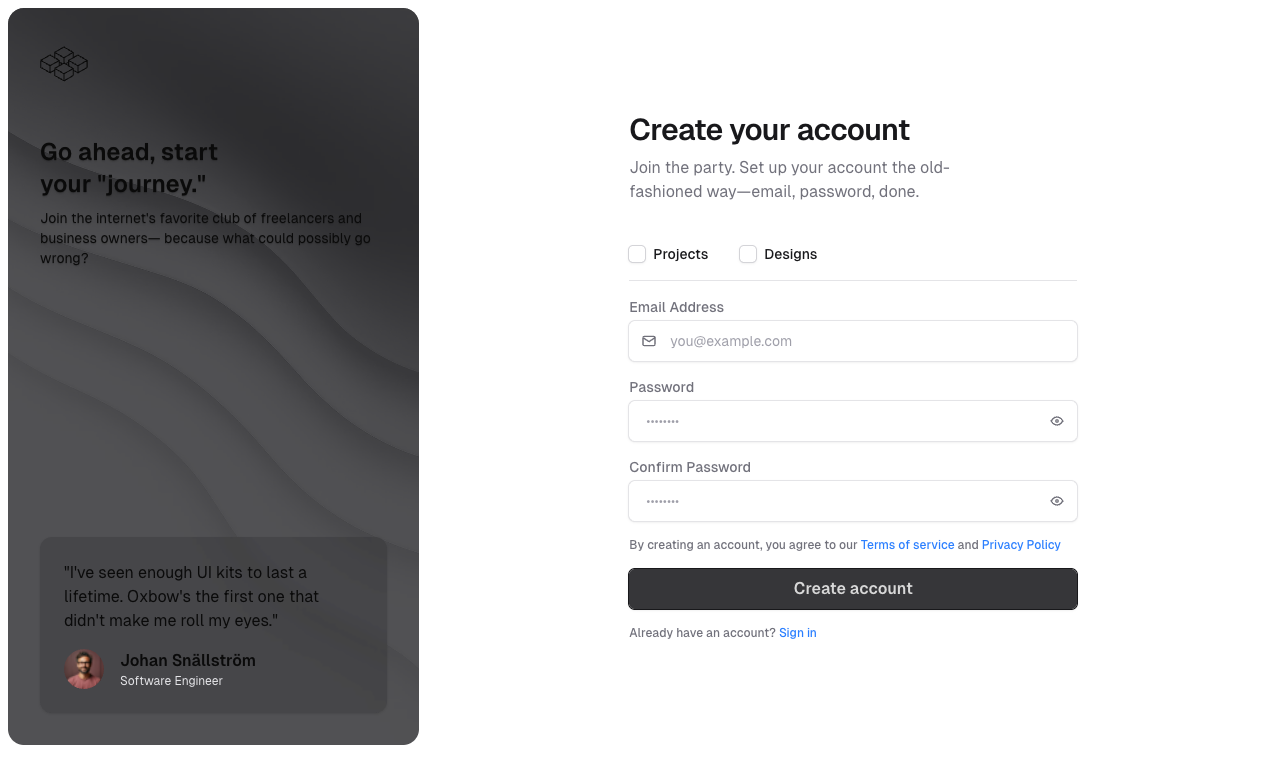 Go ahead, start
your "journey."
Join the internet's favorite club of freelancers and
business owners— because what could possibly go
wrong?
"I've seen enough UI kits to last a
lifetime. Oxbow's the first one that
didn't make me roll my eyes."
Johan Snällström
Software Engineer
Create your account
Join the party. Set up your account the old-
fashioned way—email, password, done.
Projects
Designs
Email Address
you@example.com
Password
••••••••
Confirm Password
••••••••
By creating an account, you agree to our Terms of service and Privacy Policy
Create account
Already have an account? Sign in